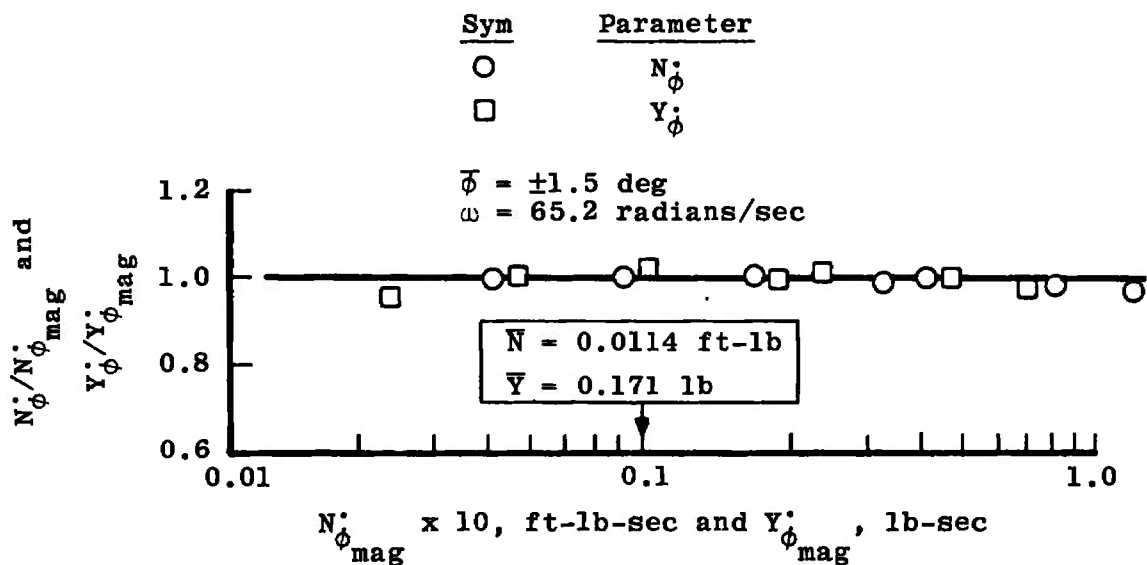 Sym Parameter
○ Nφ̇
□ Yφ̇
φ̄ = ±1.5 deg
ω = 65.2 radians/sec
Nφ̇/Nφ̇mag and
Yφ̇/Yφ̇mag
1.2
1.0
0.8
0.6
N̄ = 0.0114 ft-lb
Ȳ = 0.171 lb
0.01 0.1 1.0
Nφ̇mag x 10, ft-lb-sec and Yφ̇mag, lb-sec